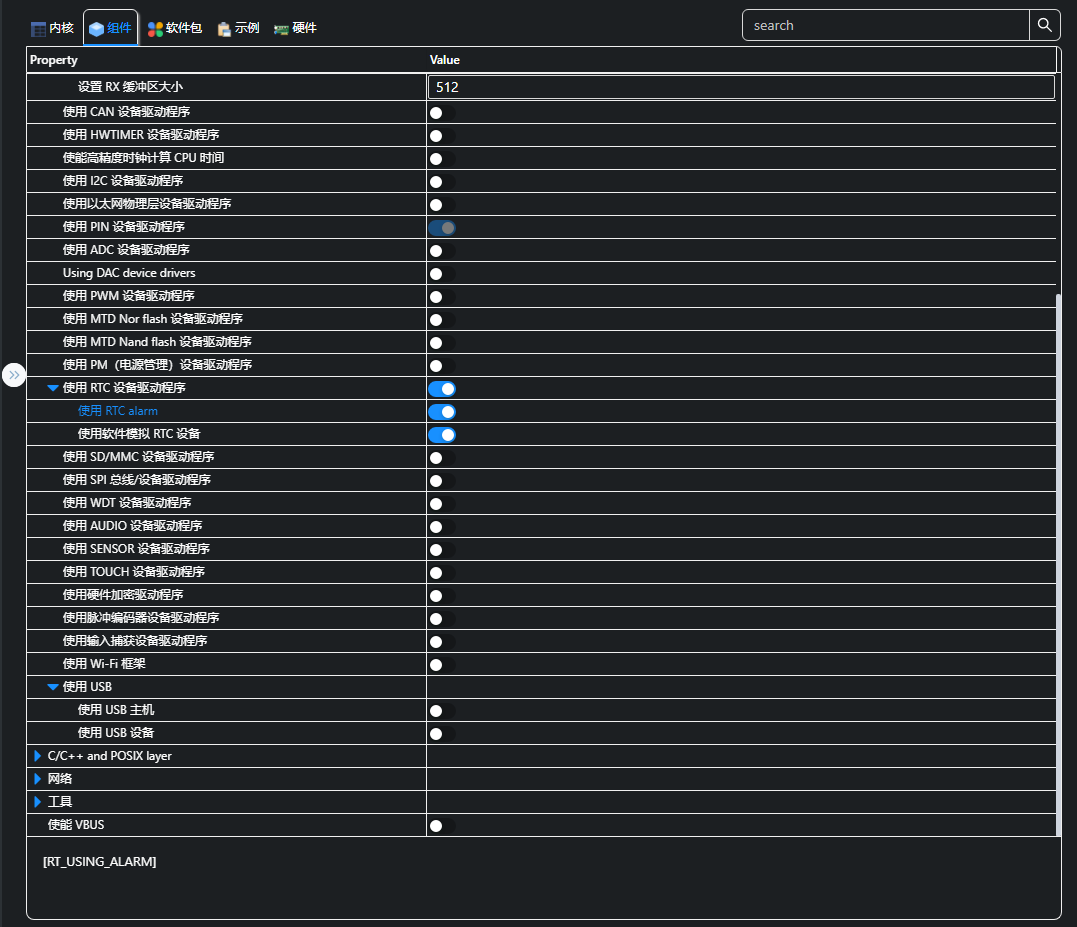 内核 组件 软件包 示例 硬件 search
Property Value
设置 RX 缓冲区大小 512
使用 CAN 设备驱动程序
使用 HWTIMER 设备驱动程序
使能高精度时钟计算 CPU 时间
使用 I2C 设备驱动程序
使用以太网物理层设备驱动程序
使用 PIN 设备驱动程序
使用 ADC 设备驱动程序
Using DAC device drivers
使用 PWM 设备驱动程序
使用 MTD Nor flash 设备驱动程序
使用 MTD Nand flash 设备驱动程序
使用 PM（电源管理）设备驱动程序
使用 RTC 设备驱动程序
使用 RTC alarm
使用软件模拟 RTC 设备
使用 SD/MMC 设备驱动程序
使用 SPI 总线/设备驱动程序
使用 WDT 设备驱动程序
使用 AUDIO 设备驱动程序
使用 SENSOR 设备驱动程序
使用 TOUCH 设备驱动程序
使用硬件加密驱动程序
使用脉冲编码器设备驱动程序
使用输入捕获设备驱动程序
使用 Wi-Fi 框架
使用 USB
使用 USB 主机
使用 USB 设备
C/C++ and POSIX layer
网络
工具
使能 VBUS
[RT_USING_ALARM]